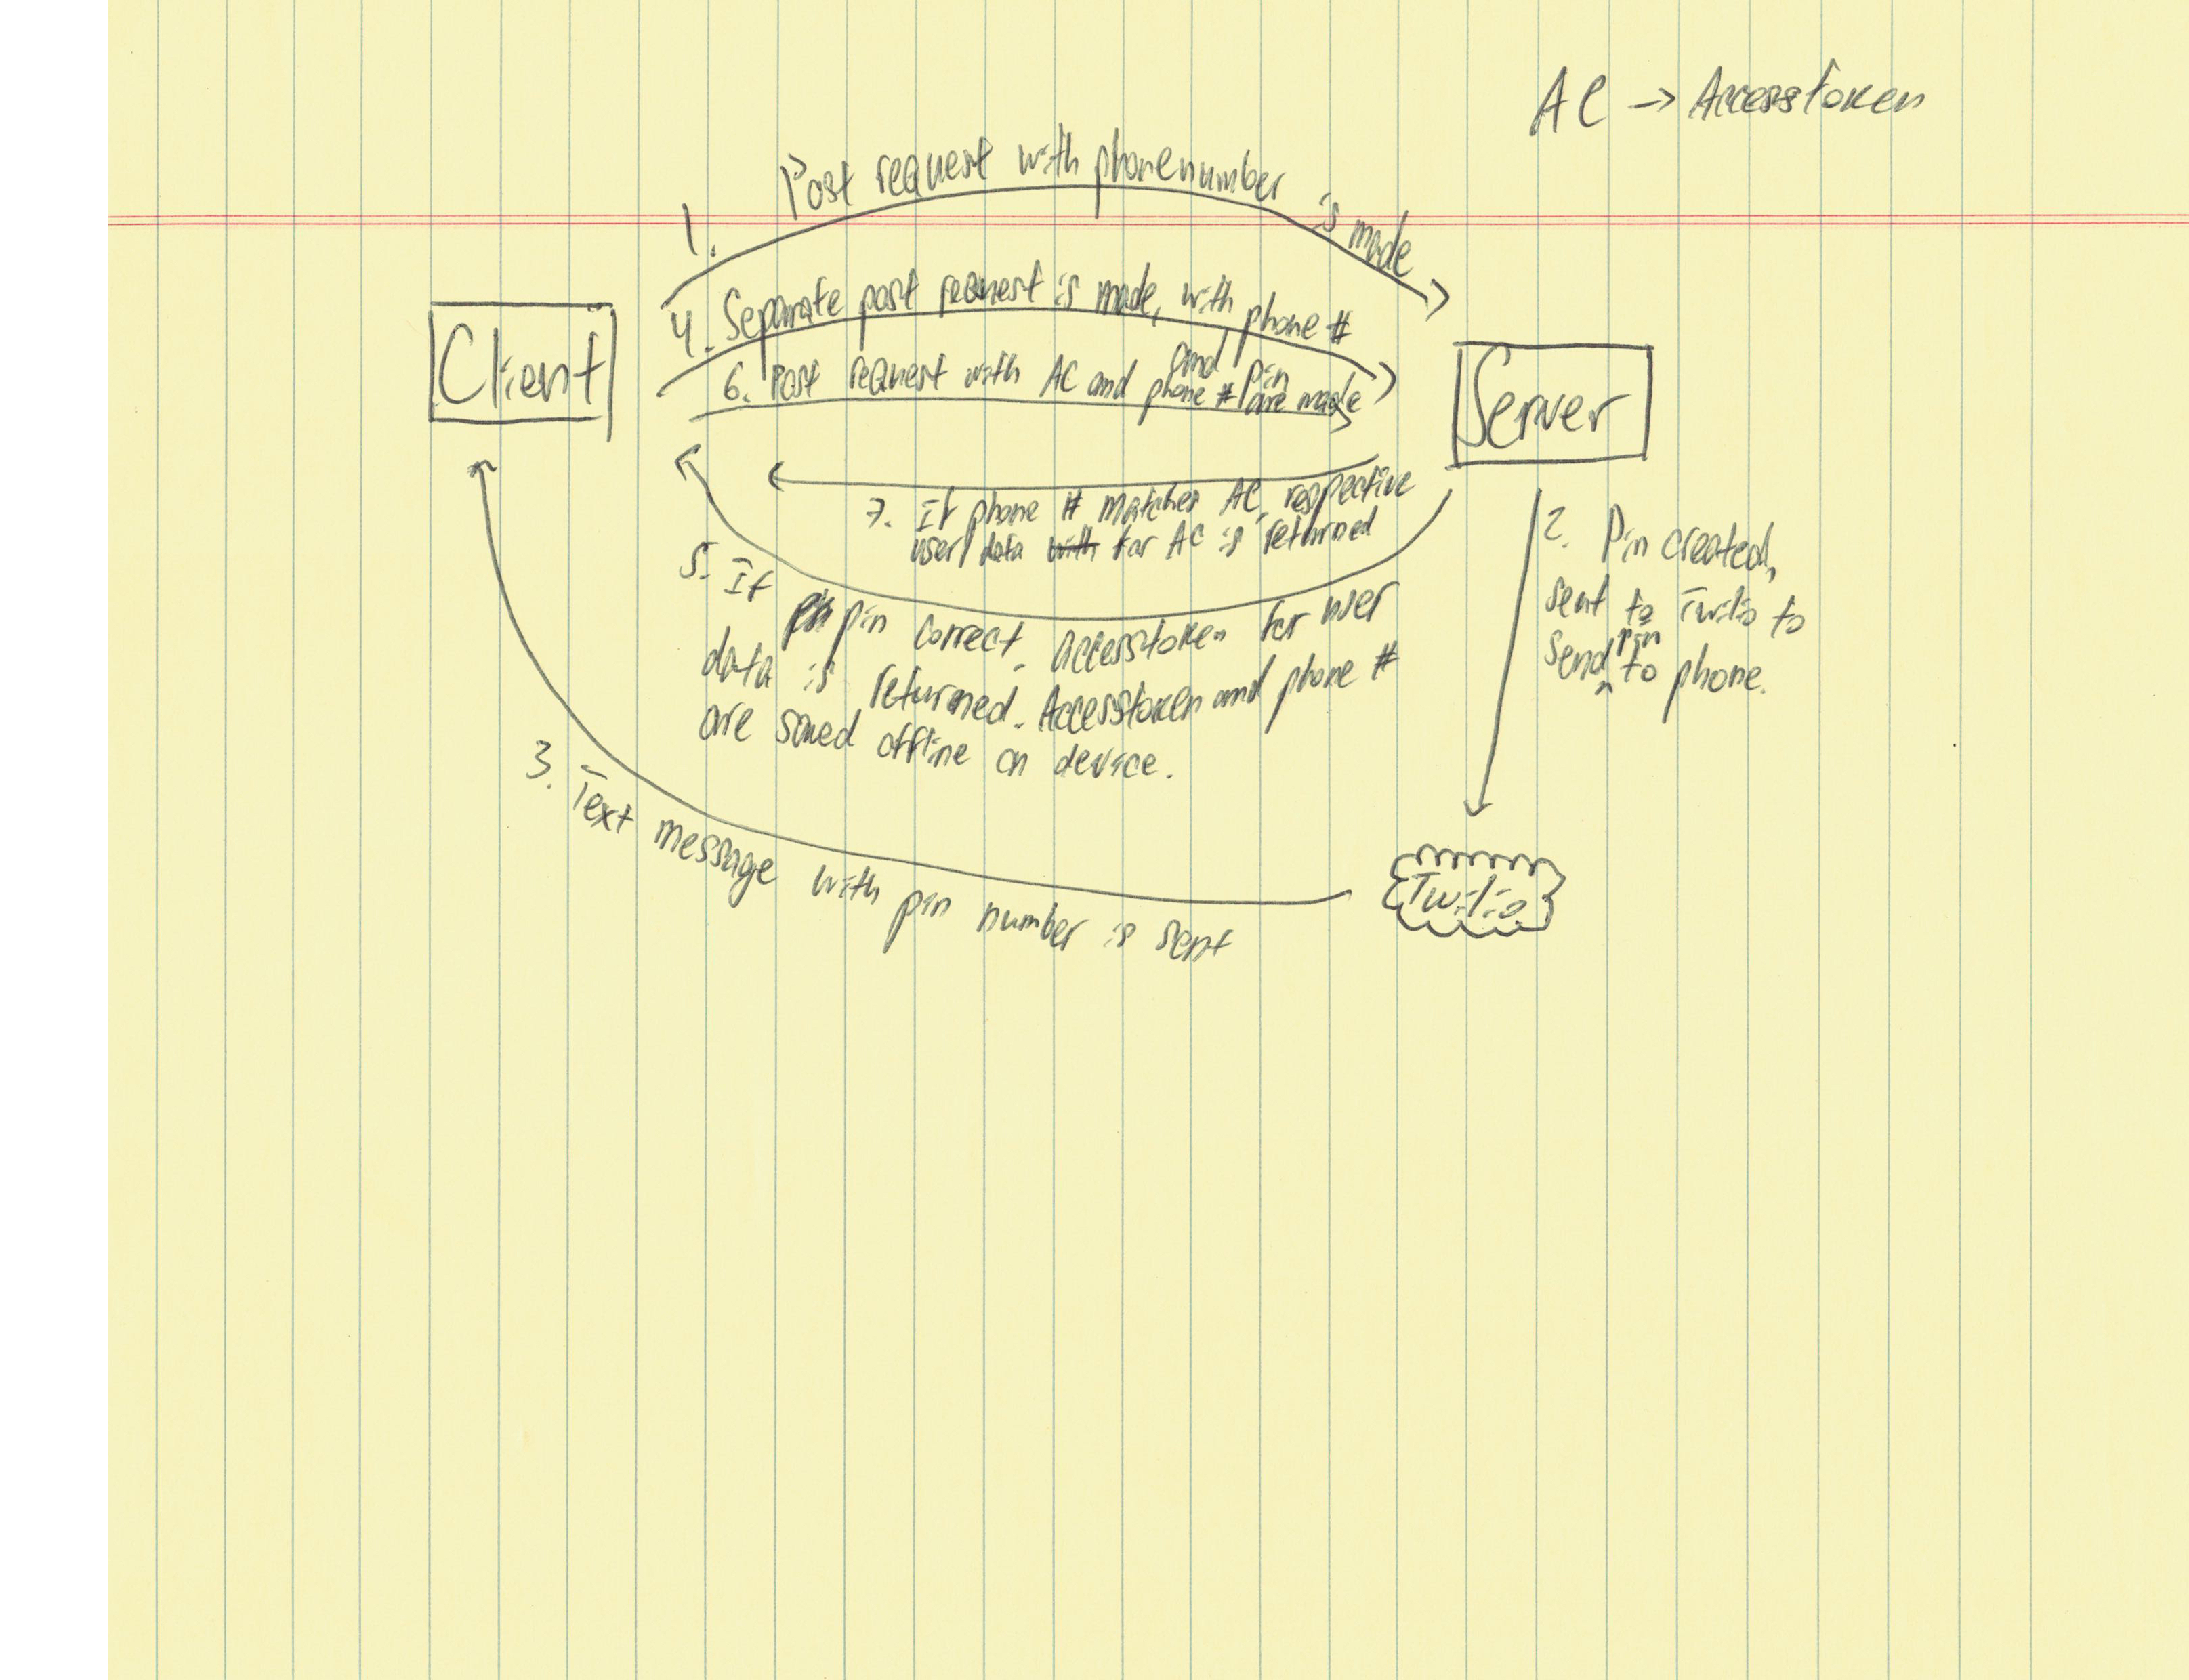 AC → Accesstoken
1. Post request with phonenumber is made
4. Separate post request is made, with phone #
and pin
6. Post request with AC and phone # are made
Client
Server
7. If phone # matches AC, respective
user data with for AC is returned
5. If pin pin correct, accesstoken for user
data is returned. Accesstoken and phone #
are saved offline on device.
2. Pin created,
sent to Twilio to
send pin to phone.
3. Text message with pin number is sent
Twilio